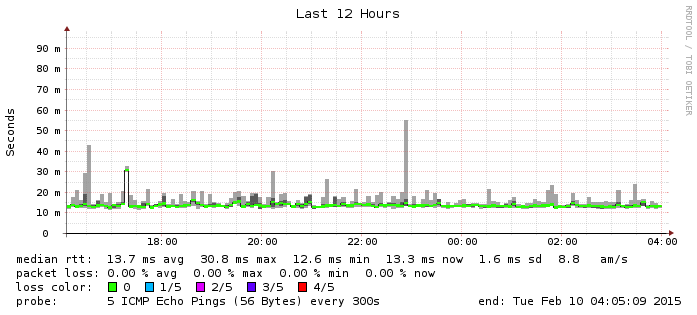 Last 12 Hours
RRDTOOL / TOBI OETIKER
Seconds
90 m
80 m
70 m
60 m
50 m
40 m
30 m
20 m
10 m
0
18:00 20:00 22:00 00:00 02:00 04:00
median rtt: 13.7 ms avg 30.8 ms max 12.6 ms min 13.3 ms now 1.6 ms sd 8.8 am/s
packet loss: 0.00 % avg 0.00 % max 0.00 % min 0.00 % now
loss color: 0 1/5 2/5 3/5 4/5
probe: 5 ICMP Echo Pings (56 Bytes) every 300s end: Tue Feb 10 04:05:09 2015